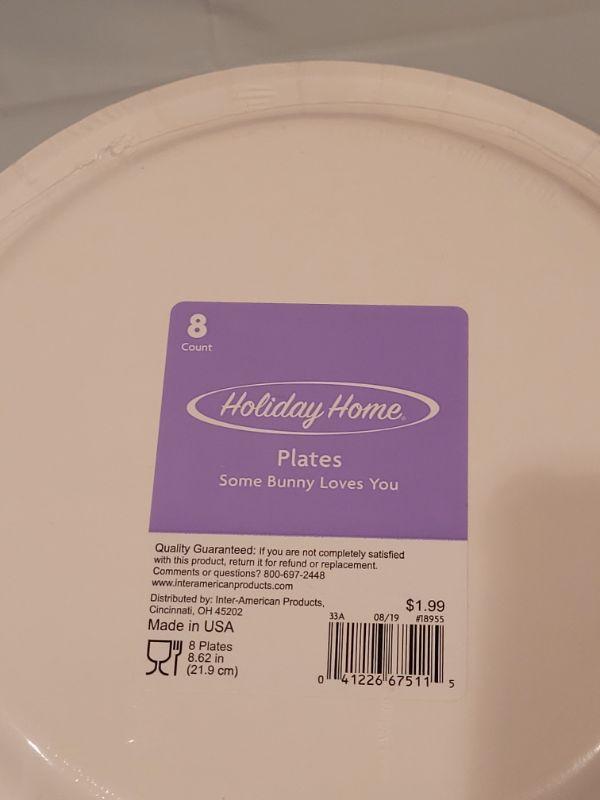 8
Count
Holiday Home®
Plates
Some Bunny Loves You
Quality Guaranteed: If you are not completely satisfied
with this product, return it for refund or replacement.
Comments or questions? 800-697-2448
www.interamericanproducts.com
Distributed by: Inter-American Products,
Cincinnati, OH 45202
Made in USA
8 Plates
8.62 in
(21.9 cm)
$1.99
33A 08/19 #18955
0 41226 67511 5